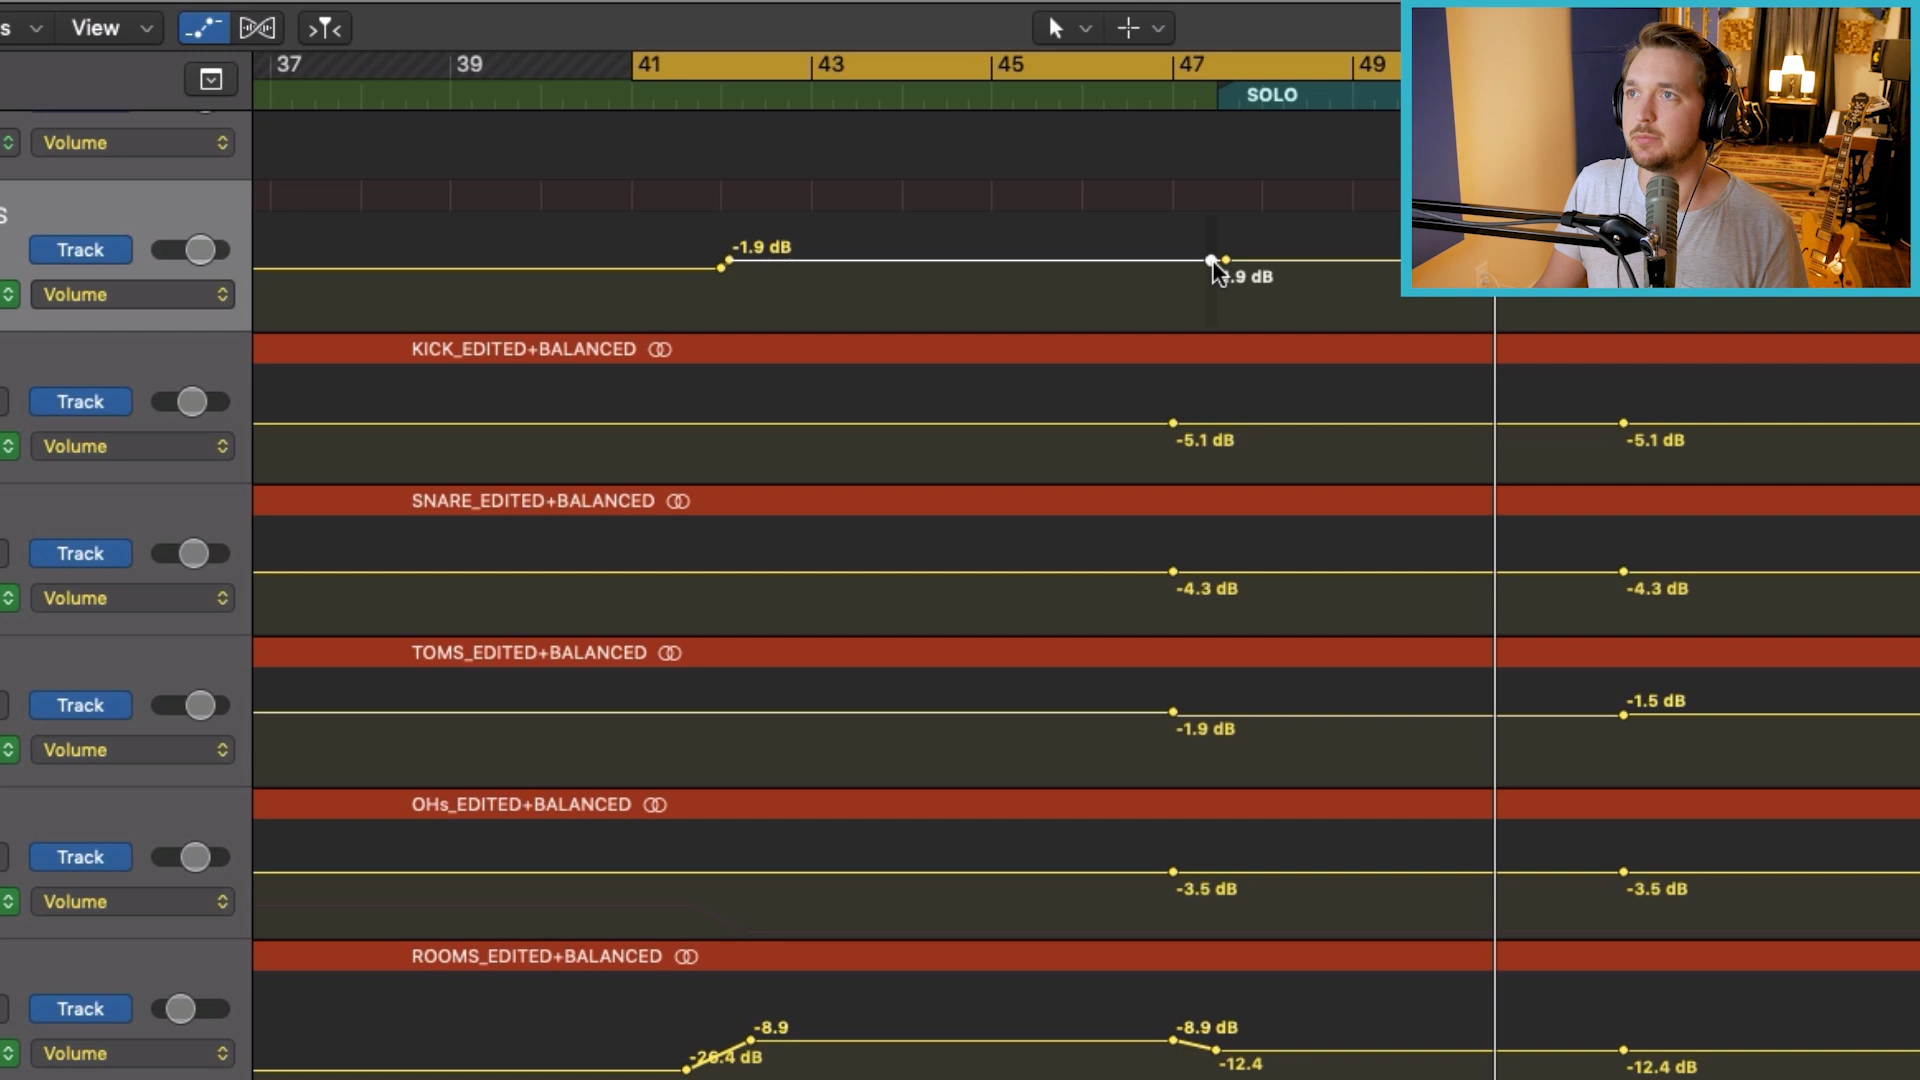 s View
37 39 41 43 45 47 49
SOLO
Volume
S
Track
-1.9 dB
.9 dB
Volume
KICK_EDITED+BALANCED
Track
-5.1 dB -5.1 dB
Volume
SNARE_EDITED+BALANCED
Track
-4.3 dB -4.3 dB
Volume
TOMS_EDITED+BALANCED
Track
-1.9 dB -1.5 dB
Volume
OHs_EDITED+BALANCED
Track
-3.5 dB -3.5 dB
Volume
ROOMS_EDITED+BALANCED
Track
-8.9 -8.9 dB
-26.4 dB -12.4 -12.4 dB
Volume